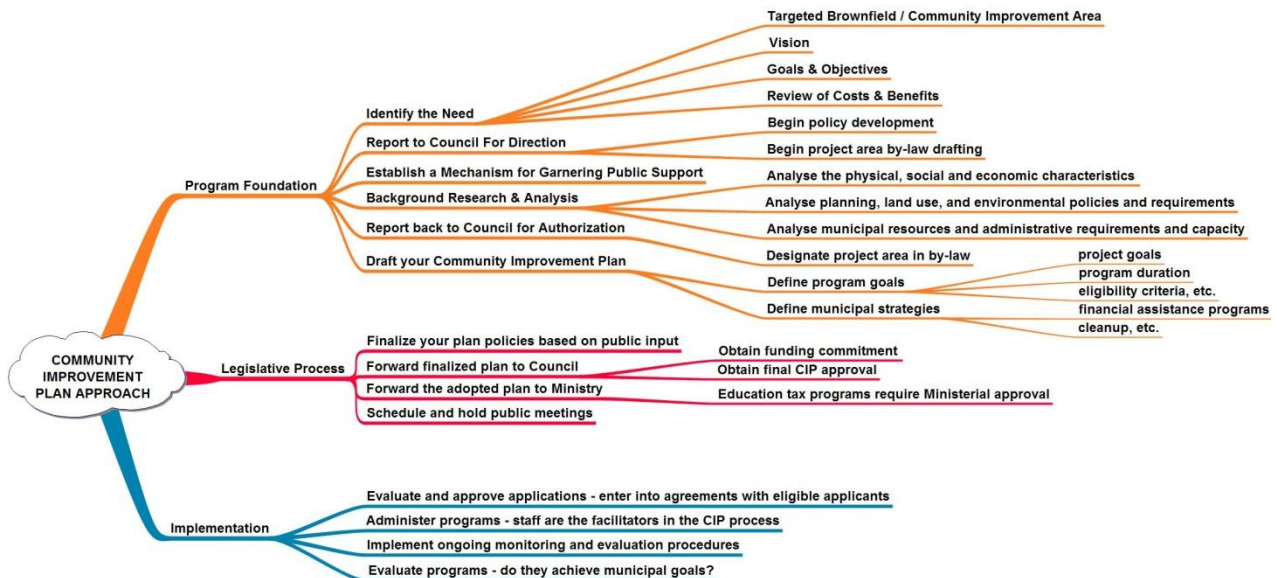 COMMUNITY
IMPROVEMENT
PLAN APPROACH
Program Foundation
Identify the Need
Targeted Brownfield / Community Improvement Area
Vision
Goals & Objectives
Review of Costs & Benefits
Report to Council For Direction
Begin policy development
Begin project area by-law drafting
Establish a Mechanism for Garnering Public Support
Background Research & Analysis
Analyse the physical, social and economic characteristics
Analyse planning, land use, and environmental policies and requirements
Analyse municipal resources and administrative requirements and capacity
Report back to Council for Authorization
Designate project area in by-law
Draft your Community Improvement Plan
Define program goals
project goals
program duration
eligibility criteria, etc.
Define municipal strategies
financial assistance programs
cleanup, etc.
Legislative Process
Finalize your plan policies based on public input
Forward finalized plan to Council
Obtain funding commitment
Obtain final CIP approval
Forward the adopted plan to Ministry
Education tax programs require Ministerial approval
Schedule and hold public meetings
Implementation
Evaluate and approve applications - enter into agreements with eligible applicants
Administer programs - staff are the facilitators in the CIP process
Implement ongoing monitoring and evaluation procedures
Evaluate programs - do they achieve municipal goals?